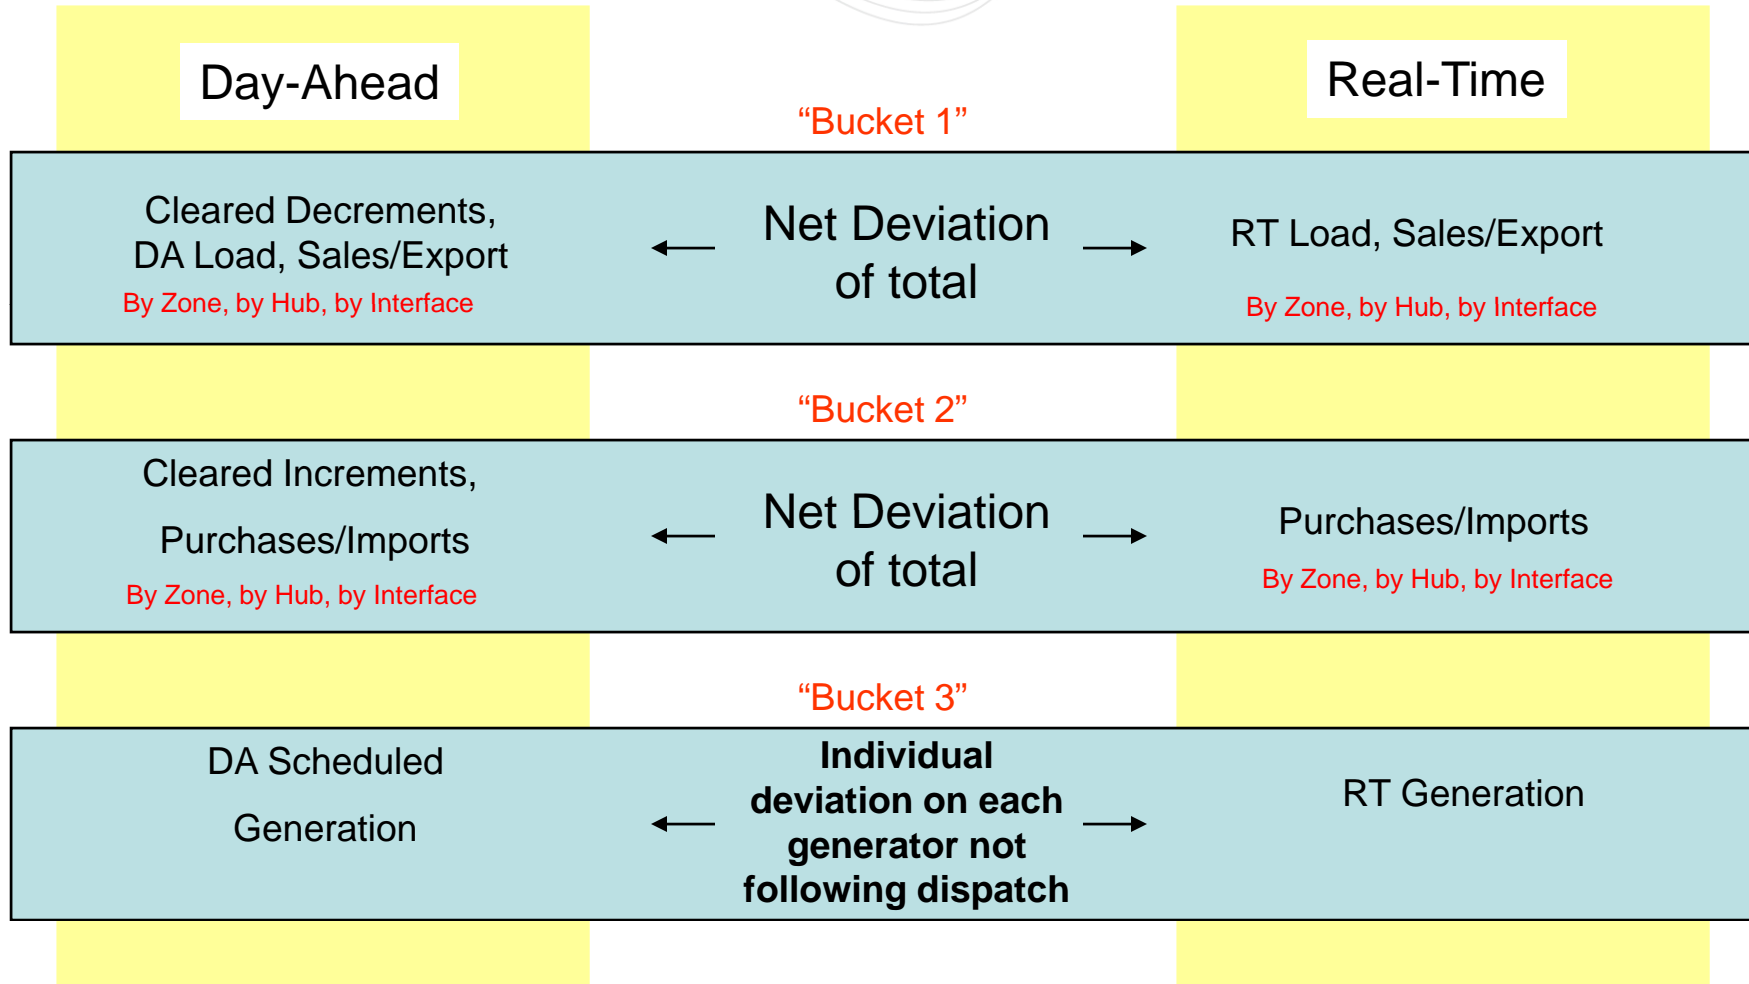 Day-Ahead
Real-Time
“Bucket 1”
Cleared Decrements,
DA Load, Sales/Export
By Zone, by Hub, by Interface
Net Deviation
of total
RT Load, Sales/Export
By Zone, by Hub, by Interface
“Bucket 2”
Cleared Increments,
Purchases/Imports
By Zone, by Hub, by Interface
Net Deviation
of total
Purchases/Imports
By Zone, by Hub, by Interface
“Bucket 3”
DA Scheduled
Generation
Individual
deviation on each
generator not
following dispatch
RT Generation